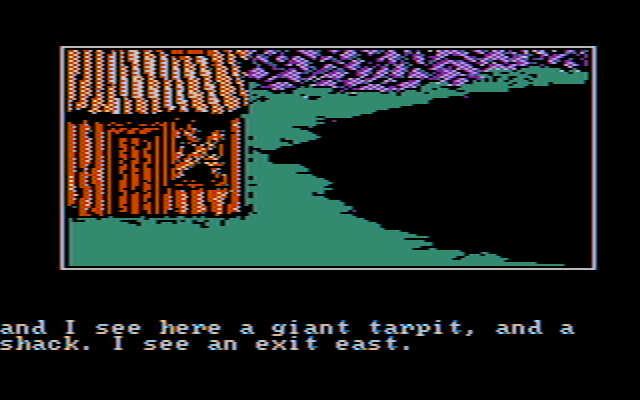 and I see here a giant tarpit, and a
shack. I see an exit east.